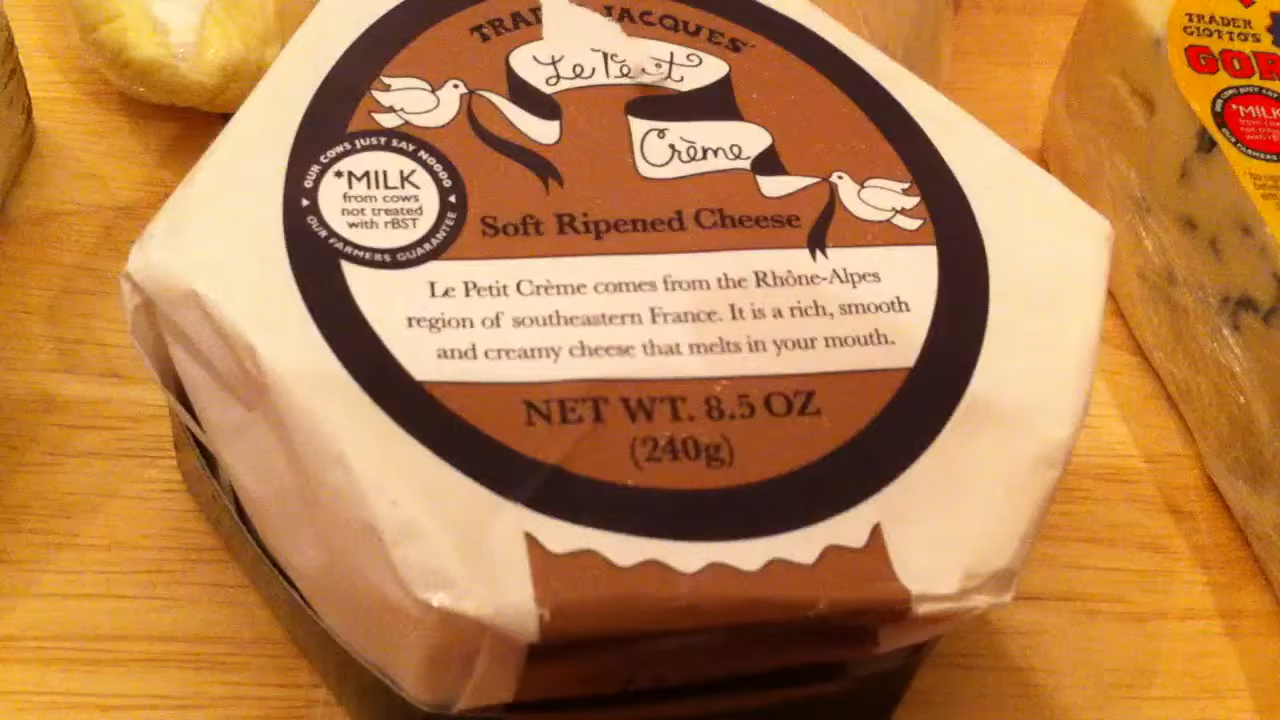 JACQUES'
Le Petit
Crème
OUR COWS JUST SAY NOOOO
*MILK
from cows
not treated
with rBST
OUR FARMERS GUARANTEE
Soft Ripened Cheese
Le Petit Crème comes from the Rhône-Alpes
region of southeastern France. It is a rich, smooth
and creamy cheese that melts in your mouth.
NET WT. 8.5 OZ
(240g)
TRADER
GIOTTO'S
*MILK